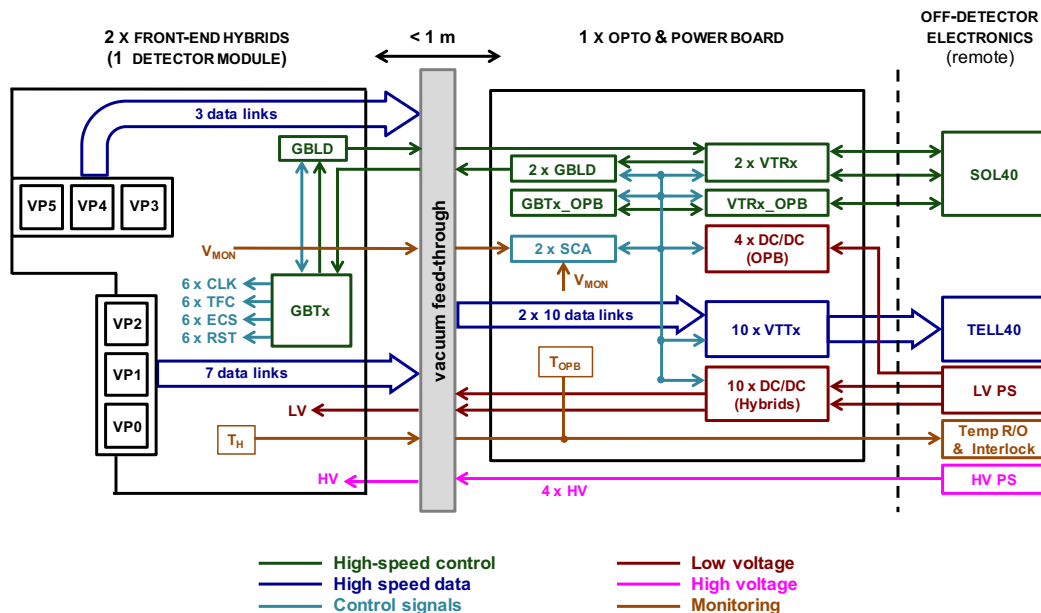 2 x FRONT-END HYBRIDS
(1 DETECTOR MODULE)
< 1 m
1 x OPTO & POWER BOARD
OFF-DETECTOR
ELECTRONICS
(remote)
3 data links
GBLD
VP5
VP4
VP3
V_MON
6 x CLK
6 x TFC
6 x ECS
6 x RST
GBTx
VP2
VP1
VP0
7 data links
LV
T_H
HV
vacuum feed-through
2 x GBLD
GBTx_OPB
2 x SCA
V_MON
2 x 10 data links
T_OPB
4 x HV
2 x VTRx
VTRx_OPB
4 x DC/DC
(OPB)
10 x VTTx
10 x DC/DC
(Hybrids)
SOL40
TELL40
LV PS
Temp R/O
& Interlock
HV PS
High-speed control
High speed data
Control signals
Low voltage
High voltage
Monitoring